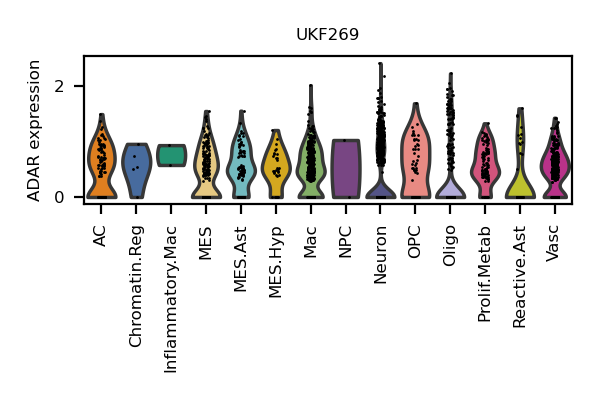 UKF269
ADAR expression
2
0
AC
Chromatin.Reg
Inflammatory.Mac
MES
MES.Ast
MES.Hyp
Mac
NPC
Neuron
OPC
Oligo
Prolif.Metab
Reactive.Ast
Vasc